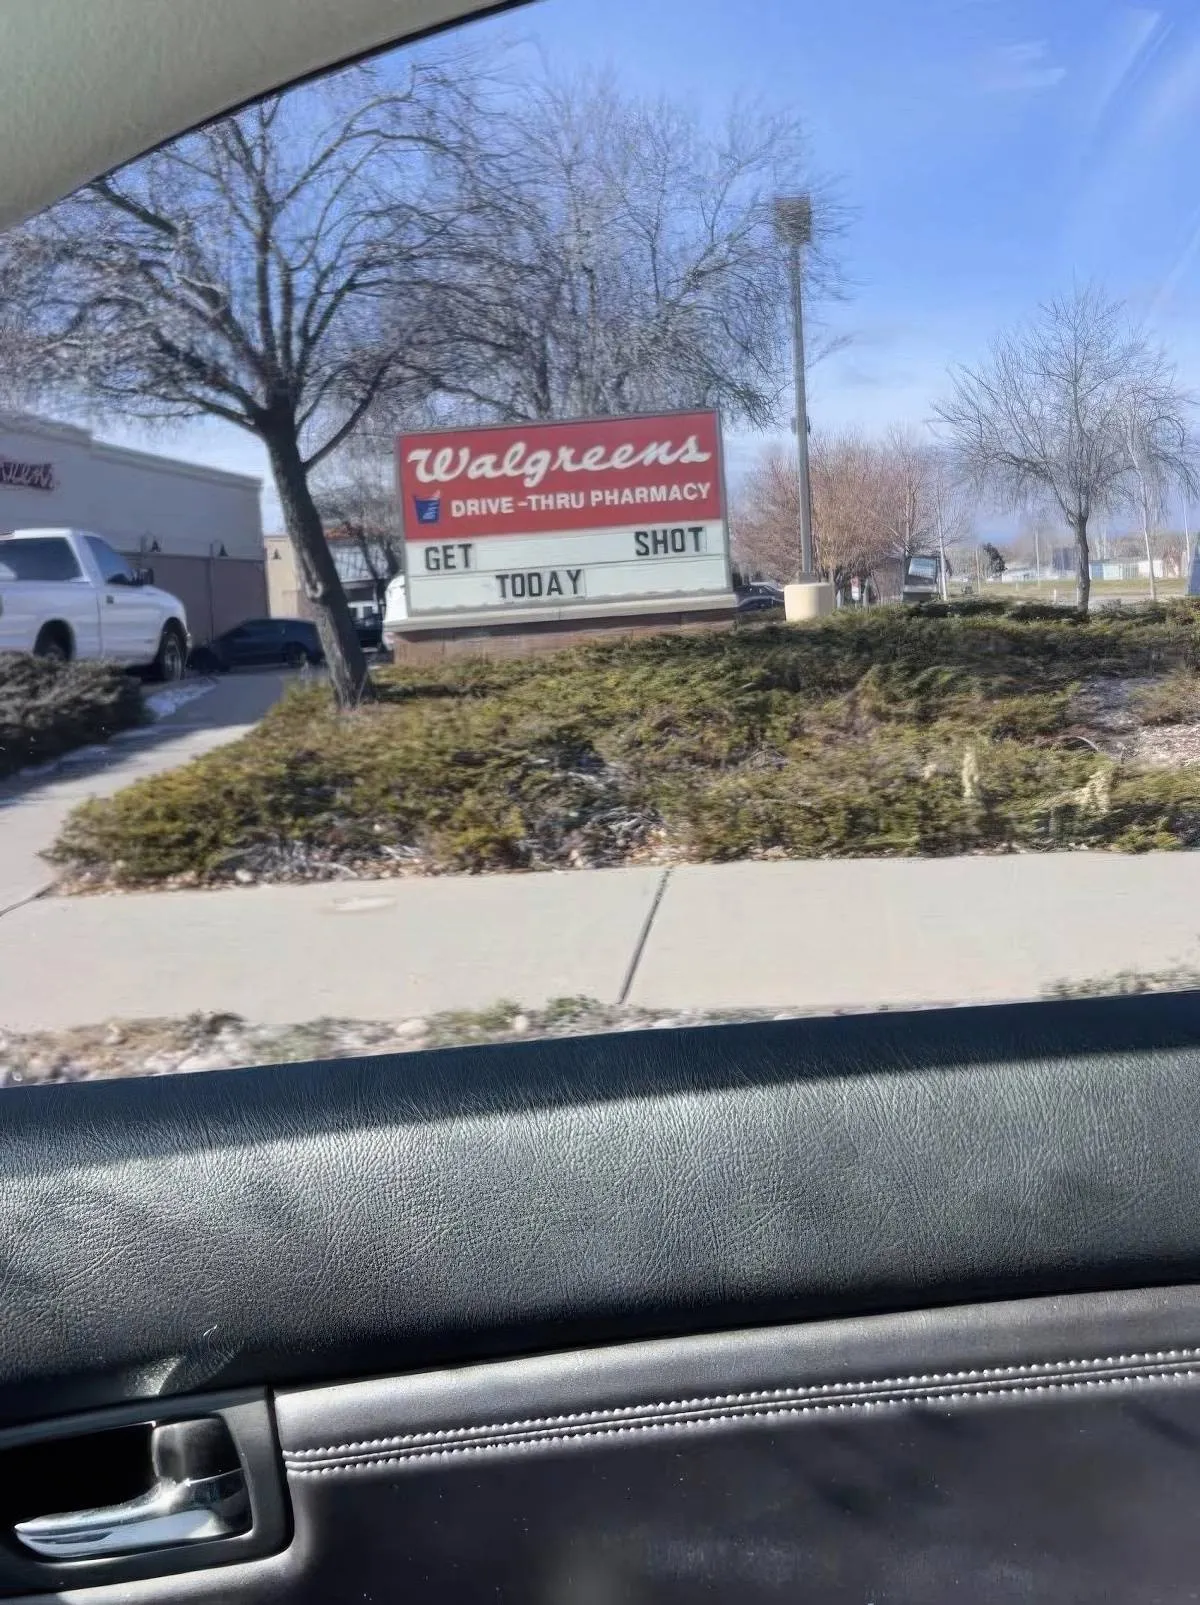 Walgreens
DRIVE-THRU PHARMACY
GET SHOT
TODAY